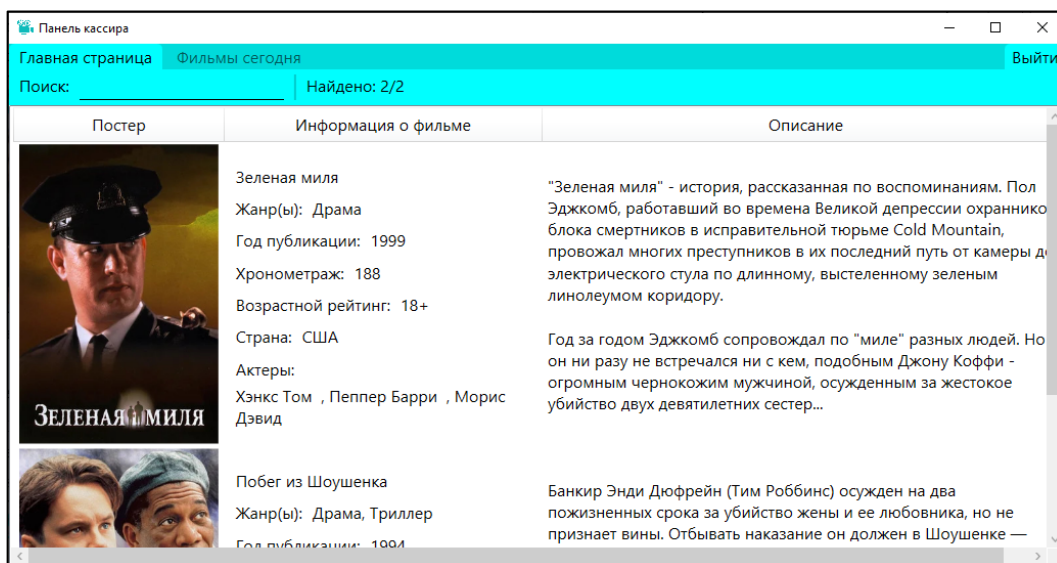 Панель кассира
Главная страница Фильмы сегодня Выйти
Поиск: Найдено: 2/2
Постер Информация о фильме Описание
ЗЕЛЕНАЯ МИЛЯ
Зеленая миля
Жанр(ы): Драма
Год публикации: 1999
Хронометраж: 188
Возрастной рейтинг: 18+
Страна: США
Актеры:
Хэнкс Том , Пеппер Барри , Морис
Дэвид
"Зеленая миля" - история, рассказанная по воспоминаниям. Пол
Эджкомб, работавший во времена Великой депрессии охраннико
блока смертников в исправительной тюрьме Cold Mountain,
провожал многих преступников в их последний путь от камеры д
электрического стула по длинному, выстеленному зеленым
линолеумом коридору.
Год за годом Эджкомб сопровождал по "миле" разных людей. Но
он ни разу не встречался ни с кем, подобным Джону Коффи -
огромным чернокожим мужчиной, осужденным за жестокое
убийство двух девятилетних сестер...
Побег из Шоушенка
Жанр(ы): Драма, Триллер
Год публикации: 1994
Банкир Энди Дюфрейн (Тим Роббинс) осужден на два
пожизненных срока за убийство жены и ее любовника, но не
признает вины. Отбывать наказание он должен в Шоушенке —